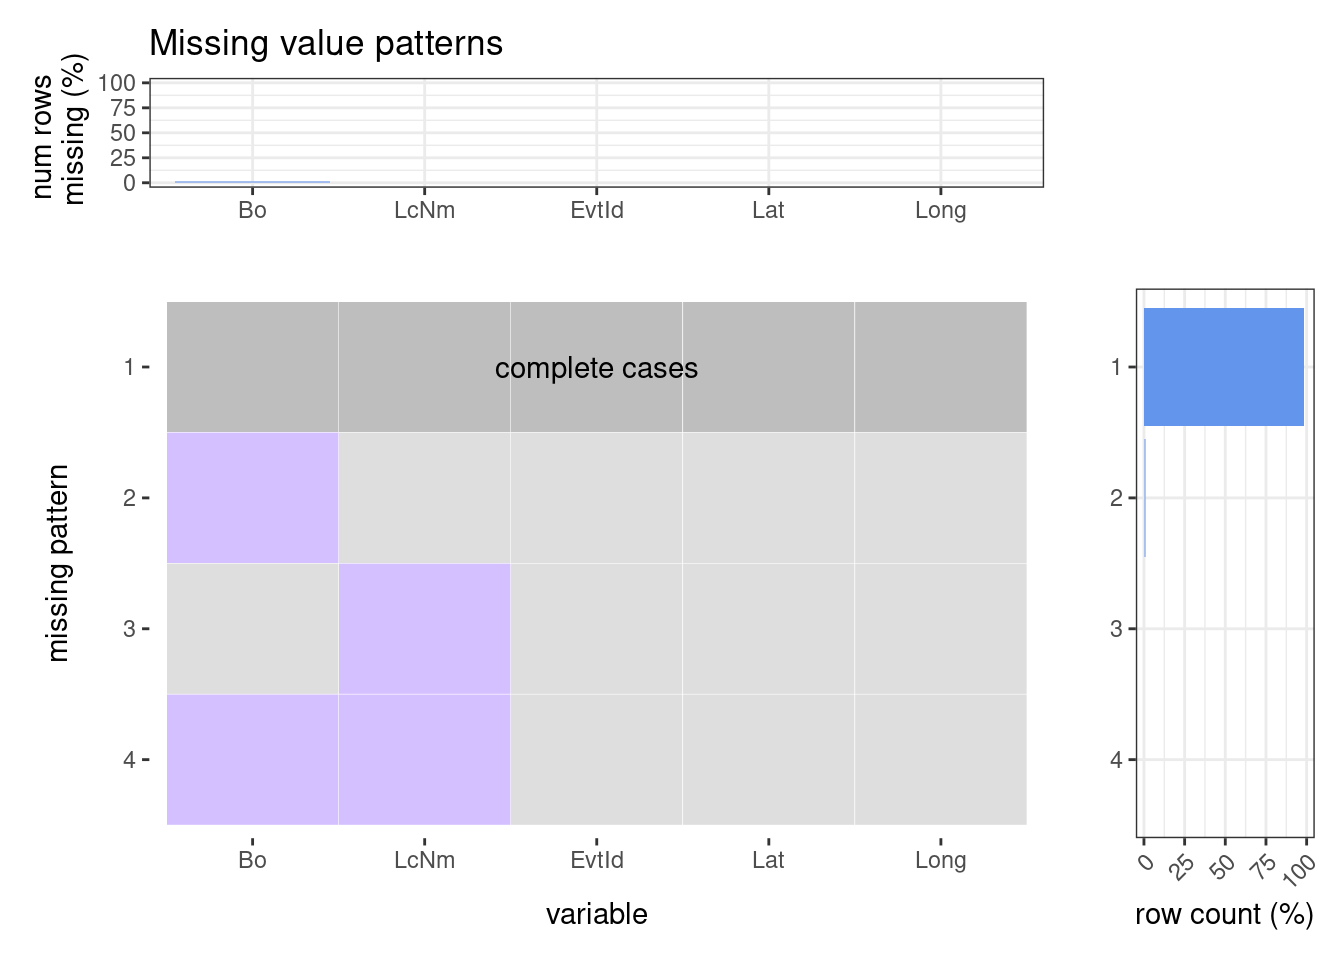 Missing value patterns
num rows
missing (%)
100
75
50
25
0
Bo LcNm EvtId Lat Long
missing pattern
1
complete cases
2
3
4
Bo LcNm EvtId Lat Long
variable
1
2
3
4
0 25 50 75 100
row count (%)